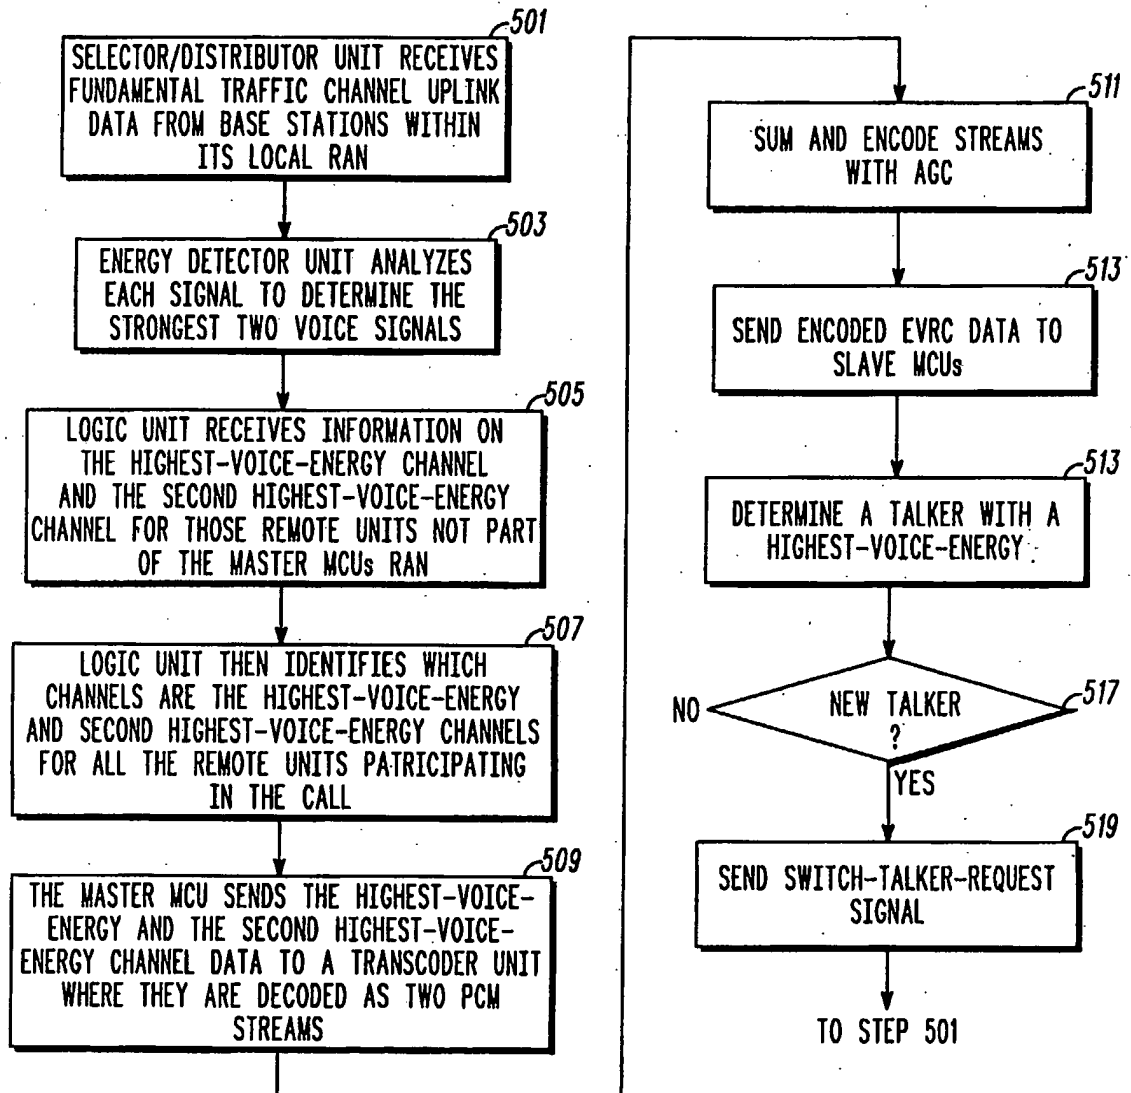 501
SELECTOR/DISTRIBUTOR UNIT RECEIVES
FUNDAMENTAL TRAFFIC CHANNEL UPLINK
DATA FROM BASE STATIONS WITHIN
ITS LOCAL RAN
503
ENERGY DETECTOR UNIT ANALYZES
EACH SIGNAL TO DETERMINE THE
STRONGEST TWO VOICE SIGNALS
505
LOGIC UNIT RECEIVES INFORMATION ON
THE HIGHEST-VOICE-ENERGY CHANNEL
AND THE SECOND HIGHEST-VOICE-ENERGY
CHANNEL FOR THOSE REMOTE UNITS NOT PART
OF THE MASTER MCUs RAN
507
LOGIC UNIT THEN IDENTIFIES WHICH
CHANNELS ARE THE HIGHEST-VOICE-ENERGY
AND SECOND HIGHEST-VOICE-ENERGY CHANNELS
FOR ALL THE REMOTE UNITS PATRICIPATING
IN THE CALL
509
THE MASTER MCU SENDS THE HIGHEST-VOICE-
ENERGY AND THE SECOND HIGHEST-VOICE-
ENERGY CHANNEL DATA TO A TRANSCODER UNIT
WHERE THEY ARE DECODED AS TWO PCM
STREAMS
511
SUM AND ENCODE STREAMS
WITH AGC
513
SEND ENCODED EVRC DATA TO
SLAVE MCUs
513
DETERMINE A TALKER WITH A
HIGHEST-VOICE-ENERGY
517
NEW TALKER
?
NO
YES
519
SEND SWITCH-TALKER-REQUEST
SIGNAL
TO STEP 501